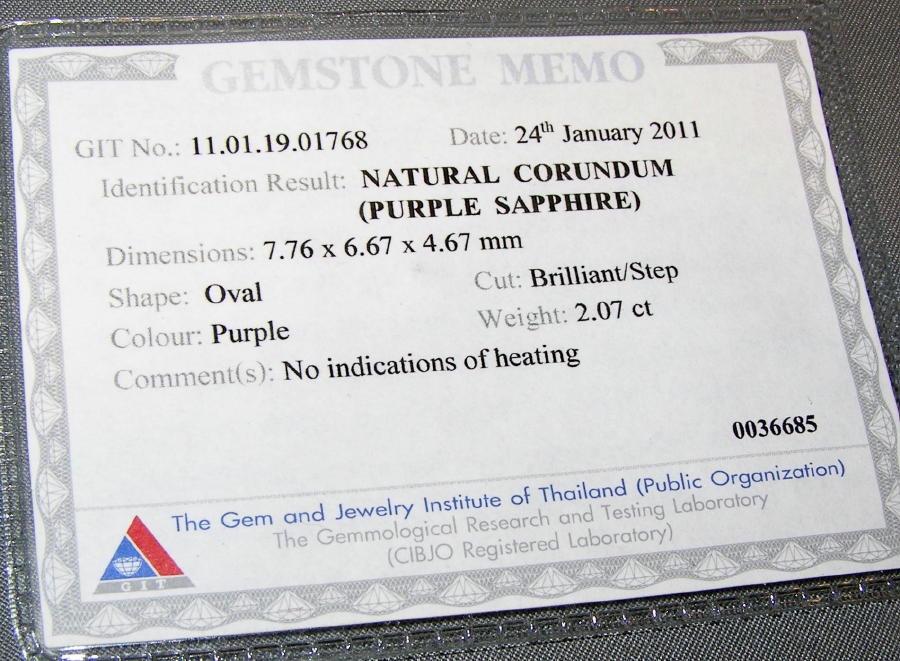 GEMSTONE MEMO
GIT No.: 11.01.19.01768 Date: 24th January 2011
Identification Result: NATURAL CORUNDUM
(PURPLE SAPPHIRE)
Dimensions: 7.76 x 6.67 x 4.67 mm
Shape: Oval Cut: Brilliant/Step
Colour: Purple Weight: 2.07 ct
Comment(s): No indications of heating
0036685
The Gem and Jewelry Institute of Thailand (Public Organization)
The Gemmological Research and Testing Laboratory
(CIBJO Registered Laboratory)
GIT